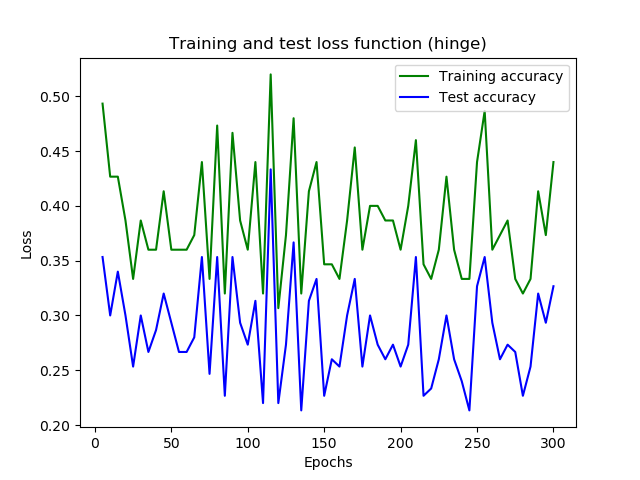 Training and test loss function (hinge)
Training accuracy
Test accuracy
0.50
0.45
0.40
0.35
0.30
0.25
0.20
Loss
0 50 100 150 200 250 300
Epochs